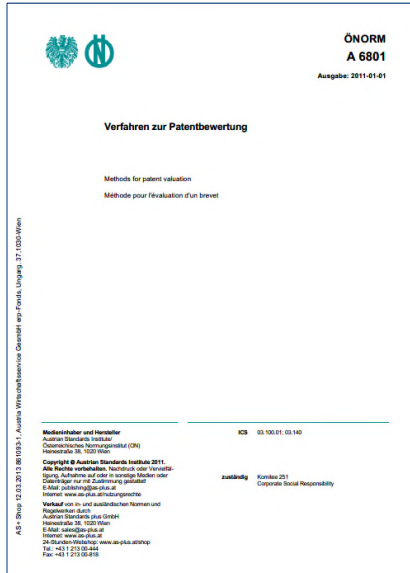 ÖNORM
A 6801
Ausgabe: 2011-01-01
Verfahren zur Patentbewertung
Methods for patent valuation
Méthode pour l'évaluation d'un brevet
AS+ Shop 12.03.2013 861093-1, Austria Wirtschaftsservice GesmbH erp-Fonds, Ungarg. 37,1030-Wien
Medieninhaber und Hersteller
Austrian Standards Institute/
Österreichisches Normungsinstitut (ON)
Heinestraße 38, 1020 Wien
Copyright © Austrian Standards Institute 2011.
Alle Rechte vorbehalten. Nachdruck oder Vervielfäl-
tigung, Aufnahme auf oder in sonstige Medien oder
Datenträger nur mit Zustimmung gestattet!
E-Mail: publishing@as-plus.at
Internet: www.as-plus.at/nutzungsrechte
Verkauf von in- und ausländischen Normen und
Regelwerken durch
Austrian Standards plus GmbH
Heinestraße 38, 1020 Wien
E-Mail: sales@as-plus.at
Internet: www.as-plus.at
24-Stunden-Webshop: www.as-plus.at/shop
Tel.: +43 1 213 00-444
Fax: +43 1 213 00-818
ICS 03.100.01; 03.140
zuständig Komitee 251
Corporate Social Responsibility